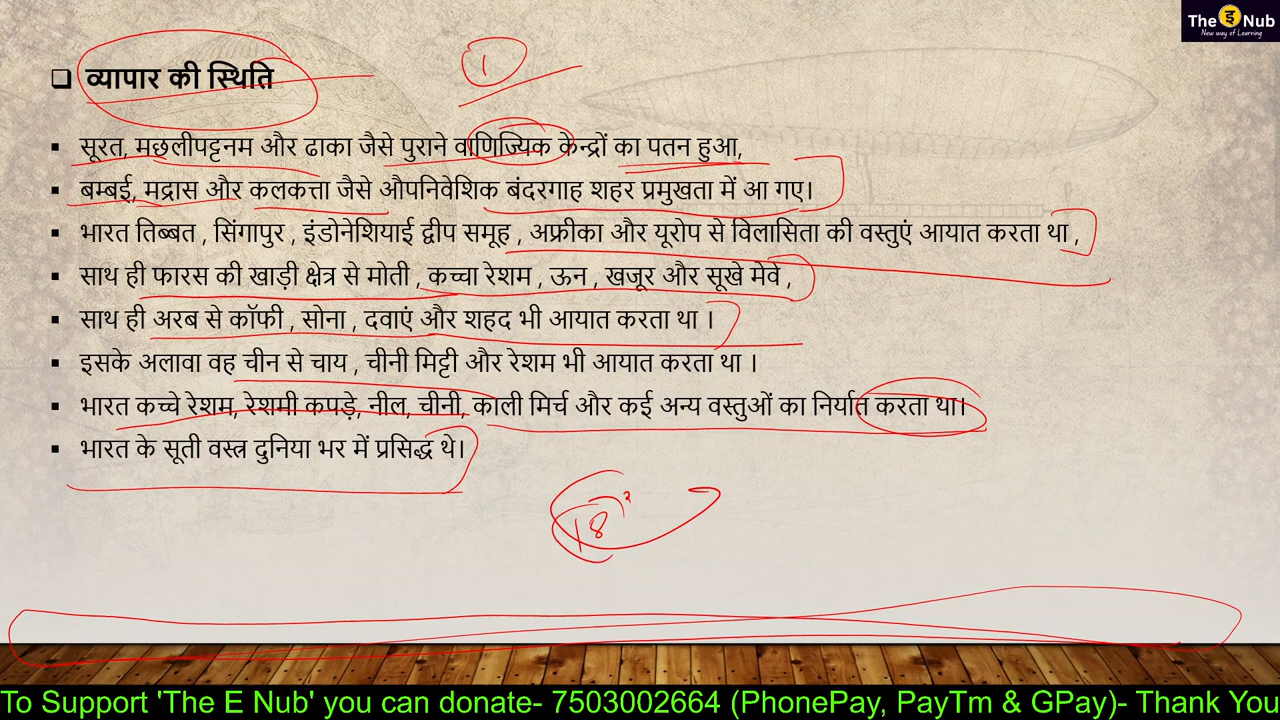 The इ Nub
New way of Learning
❑ व्यापार की स्थिति
1
▪ सूरत, मछलीपट्टनम और ढाका जैसे पुराने वाणिज्यिक केन्द्रों का पतन हुआ,
▪ बम्बई, मद्रास और कलकत्ता जैसे औपनिवेशिक बंदरगाह शहर प्रमुखता में आ गए।
▪ भारत तिब्बत , सिंगापुर , इंडोनेशियाई द्वीप समूह , अफ्रीका और यूरोप से विलासिता की वस्तुएं आयात करता था ,
▪ साथ ही फारस की खाड़ी क्षेत्र से मोती , कच्चा रेशम , ऊन , खजूर और सूखे मेवे ,
▪ साथ ही अरब से कॉफी , सोना , दवाएं और शहद भी आयात करता था ।
▪ इसके अलावा वह चीन से चाय , चीनी मिट्टी और रेशम भी आयात करता था ।
▪ भारत कच्चे रेशम, रेशमी कपड़े, नील, चीनी, काली मिर्च और कई अन्य वस्तुओं का निर्यात करता था।
▪ भारत के सूती वस्त्र दुनिया भर में प्रसिद्ध थे।
18
To Support 'The E Nub' you can donate- 7503002664 (PhonePay, PayTm & GPay)- Thank You